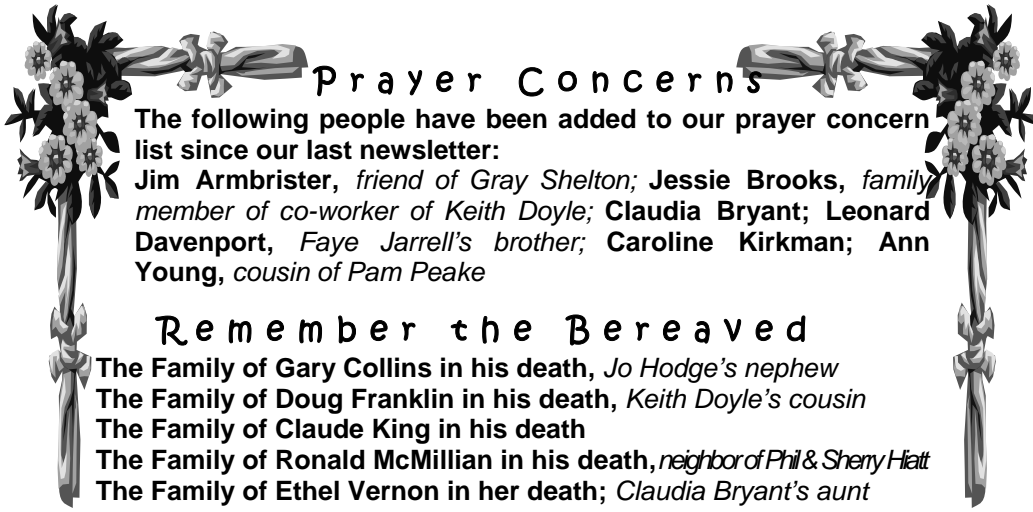 Prayer Concerns
The following people have been added to our prayer concern
list since our last newsletter:
Jim Armbrister, friend of Gray Shelton; Jessie Brooks, family
member of co-worker of Keith Doyle; Claudia Bryant; Leonard
Davenport, Faye Jarrell’s brother; Caroline Kirkman; Ann
Young, cousin of Pam Peake
Remember the Bereaved
The Family of Gary Collins in his death, Jo Hodge’s nephew
The Family of Doug Franklin in his death, Keith Doyle’s cousin
The Family of Claude King in his death
The Family of Ronald McMillian in his death, neighbor of Phil & Sherry Hiatt
The Family of Ethel Vernon in her death; Claudia Bryant’s aunt